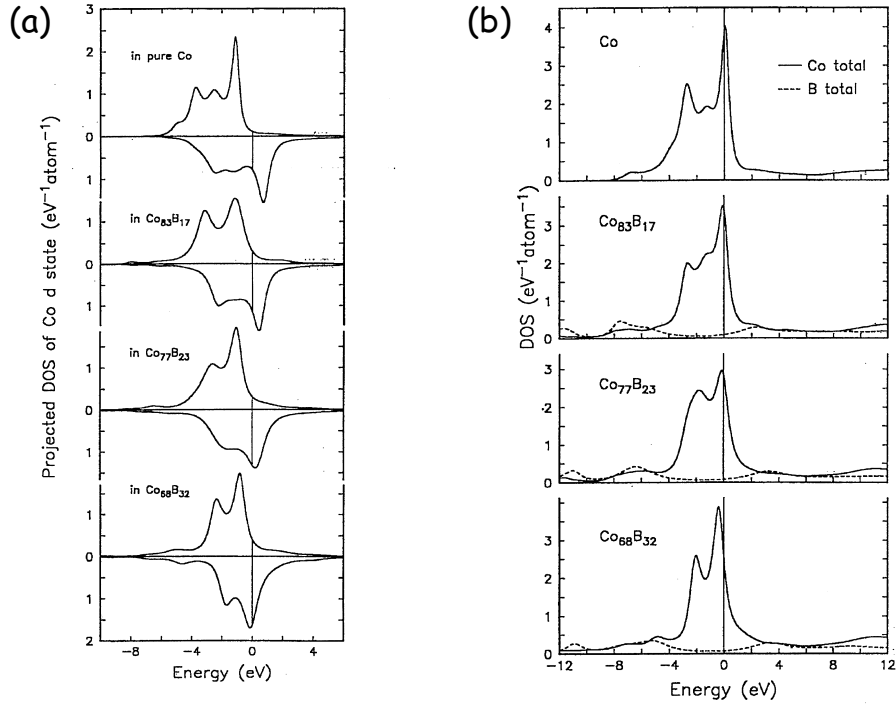 (a)
Projected DOS of Co d state (eV⁻¹atom⁻¹)
3
2
1
0
1
in pure Co
1
0
1
in Co₈₃B₁₇
1
0
1
in Co₇₇B₂₃
1
0
1
2
in Co₆₈B₃₂
−8
−4
0
4
Energy (eV)
(b)
DOS (eV⁻¹atom⁻¹)
4
3
2
1
0
Co
Co total
B total
3
2
1
0
Co₈₃B₁₇
3
2
1
0
Co₇₇B₂₃
4
3
2
1
0
Co₆₈B₃₂
−12
−8
−4
0
4
8
12
Energy (eV)